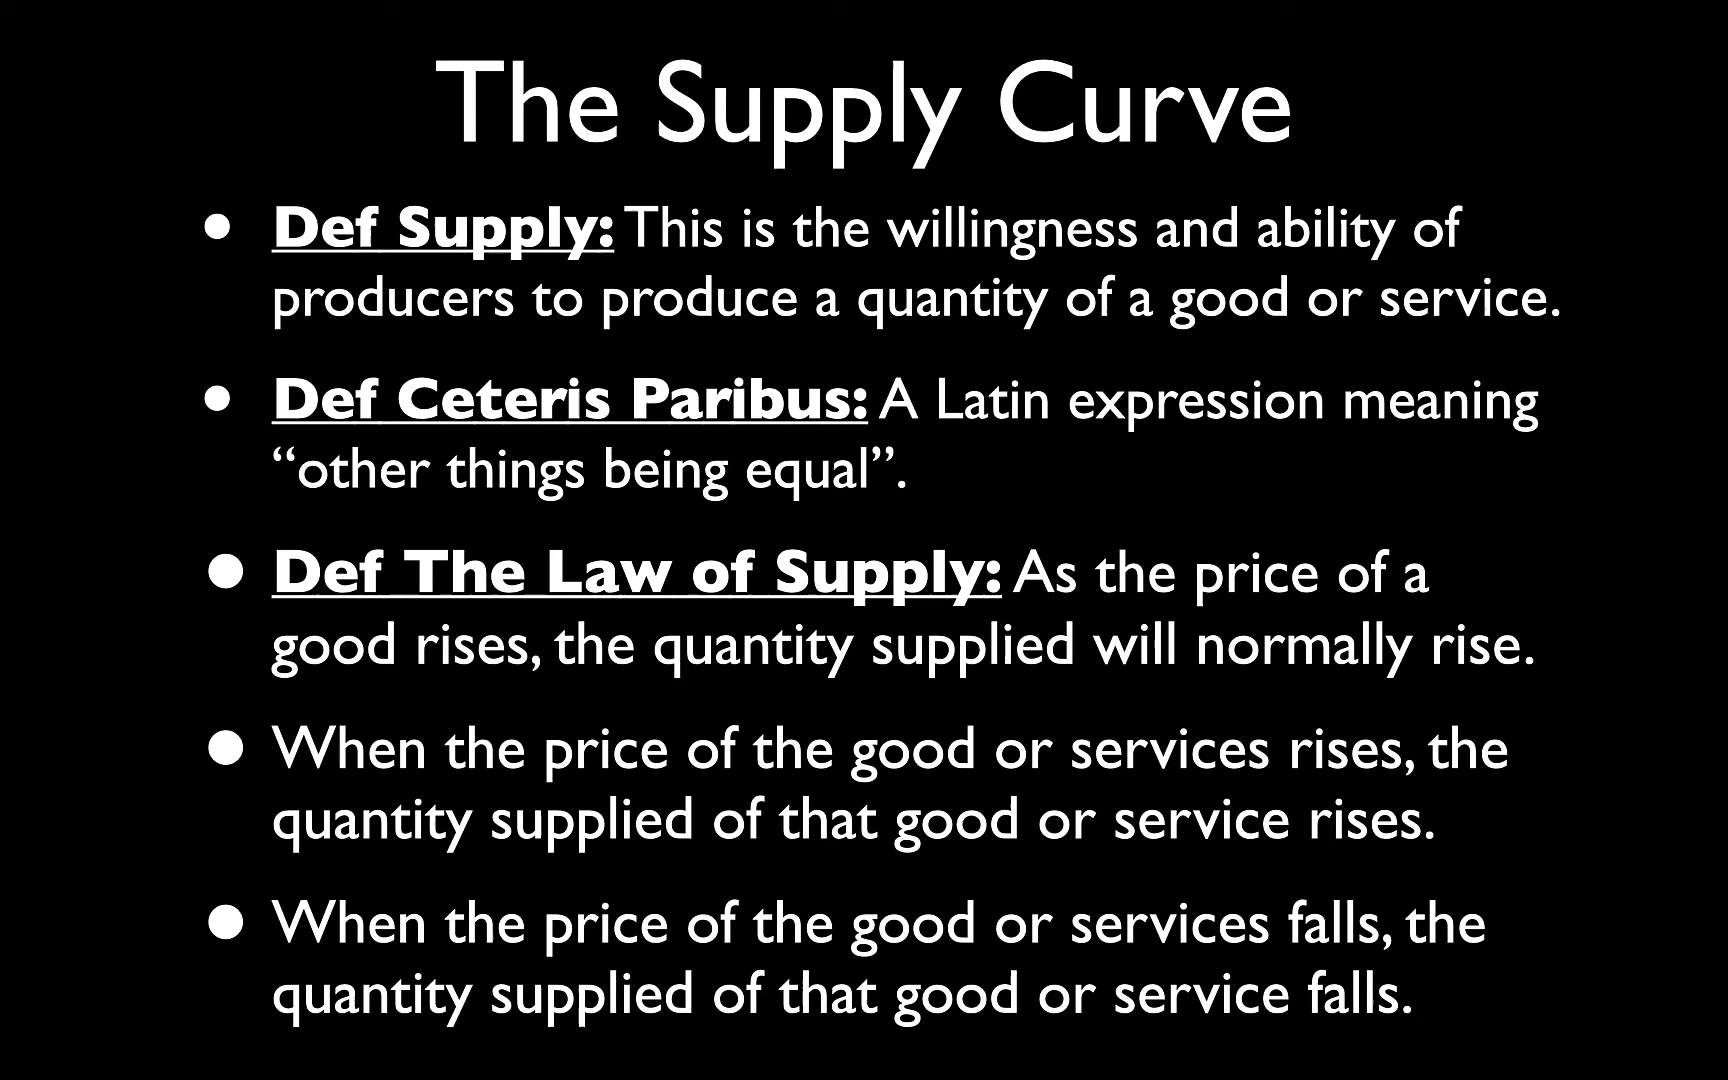 The Supply Curve
• Def Supply: This is the willingness and ability of
producers to produce a quantity of a good or service.
• Def Ceteris Paribus: A Latin expression meaning
“other things being equal”.
• Def The Law of Supply: As the price of a
good rises, the quantity supplied will normally rise.
• When the price of the good or services rises, the
quantity supplied of that good or service rises.
• When the price of the good or services falls, the
quantity supplied of that good or service falls.